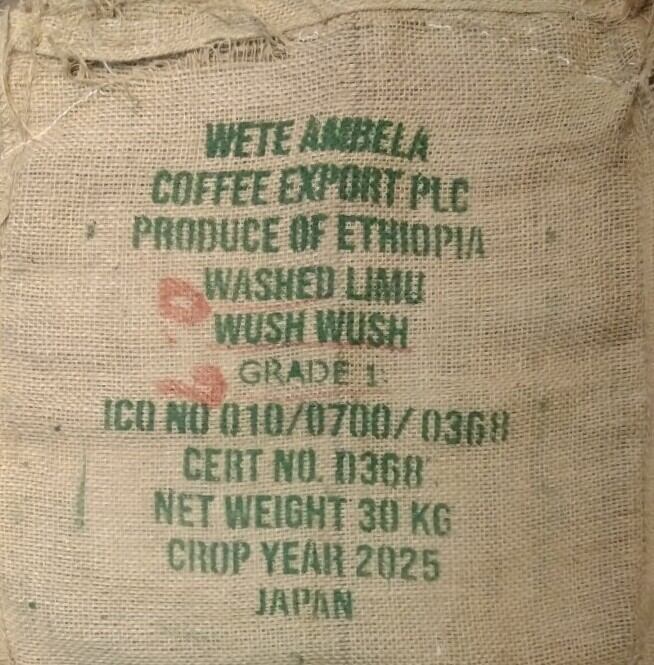 WETE AMBELA
COFFEE EXPORT PLC
PRODUCE OF ETHIOPIA
WASHED LIMU
WUSH WUSH
GRADE 1
ICO NO 010/0700/0368
CERT NO. 0368
NET WEIGHT 30 KG
CROP YEAR 2025
JAPAN